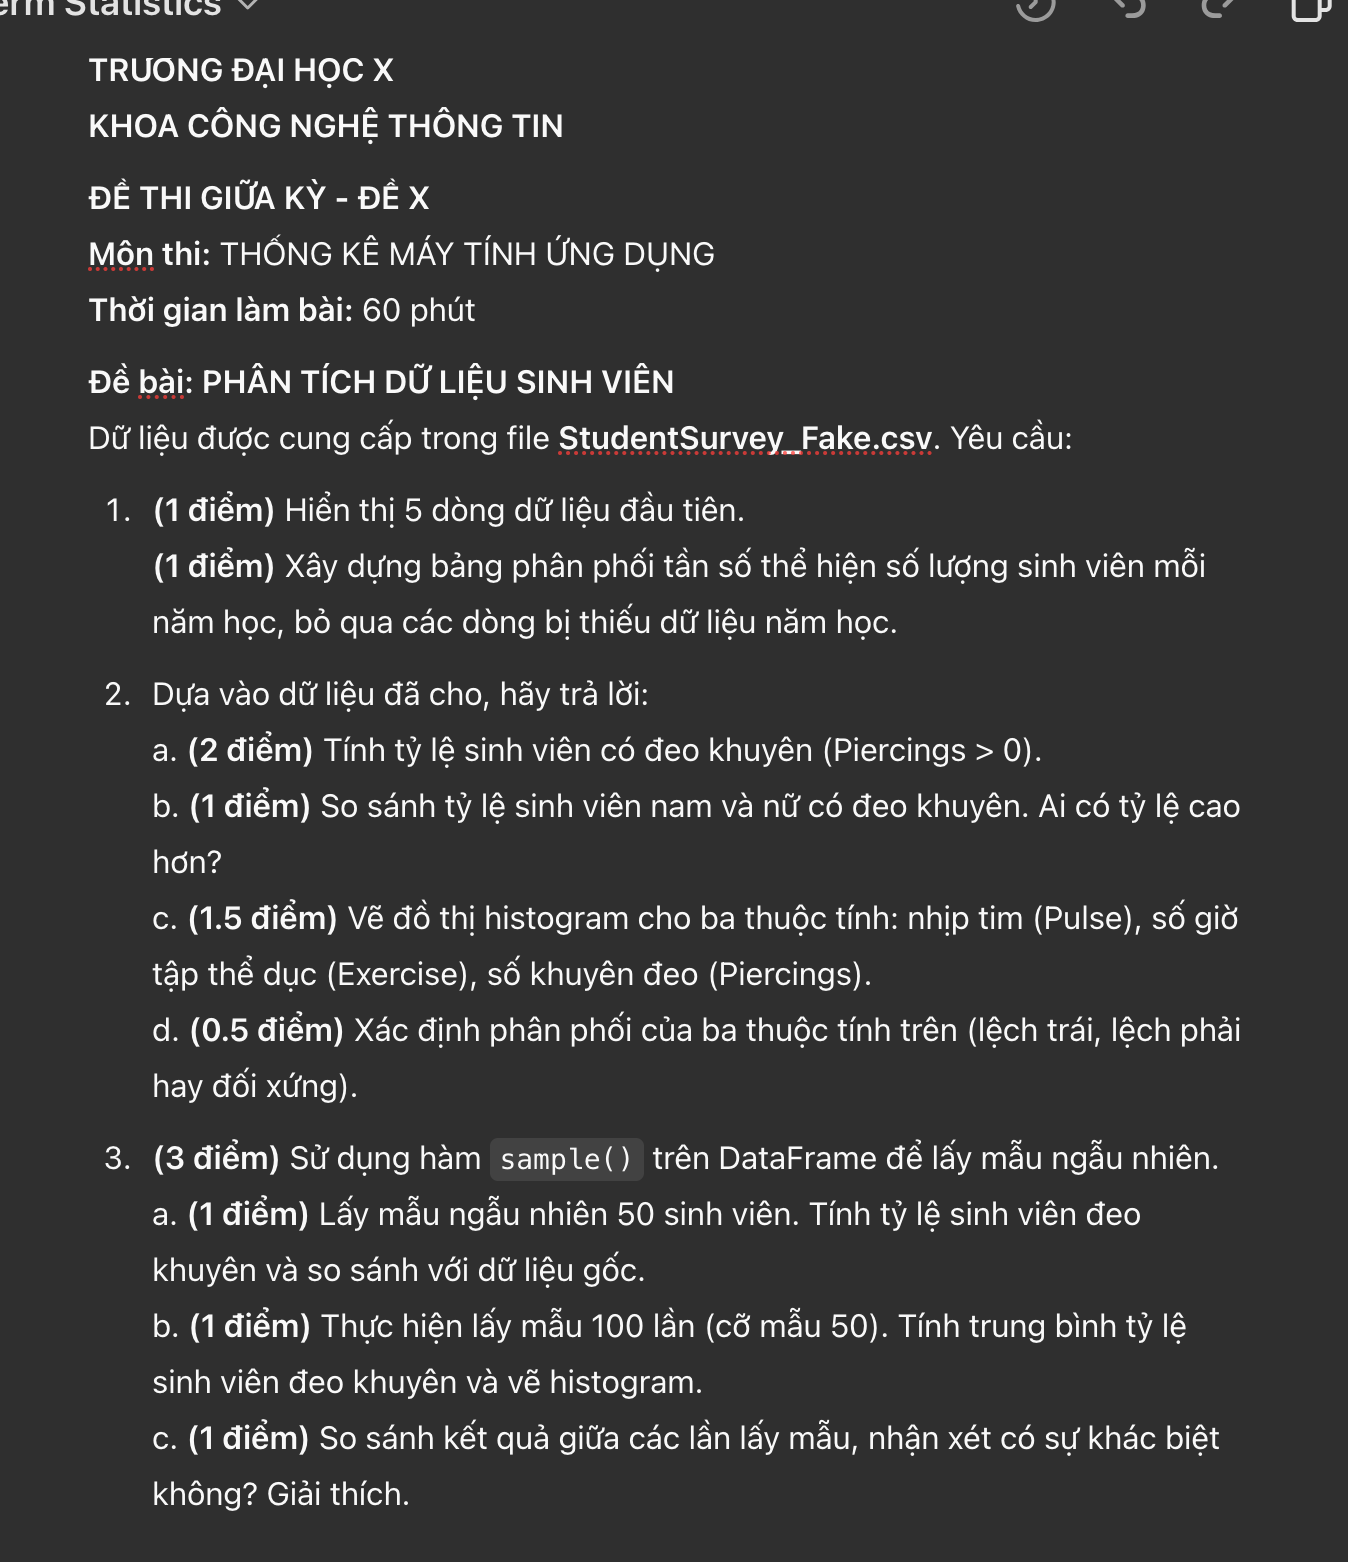 erm Statistics
TRƯỜNG ĐẠI HỌC X
KHOA CÔNG NGHỆ THÔNG TIN
ĐỀ THI GIỮA KỲ - ĐỀ X
Môn thi: THỐNG KÊ MÁY TÍNH ỨNG DỤNG
Thời gian làm bài: 60 phút
Đề bài: PHÂN TÍCH DỮ LIỆU SINH VIÊN
Dữ liệu được cung cấp trong file StudentSurvey_Fake.csv. Yêu cầu:
1. (1 điểm) Hiển thị 5 dòng dữ liệu đầu tiên.
(1 điểm) Xây dựng bảng phân phối tần số thể hiện số lượng sinh viên mỗi
năm học, bỏ qua các dòng bị thiếu dữ liệu năm học.
2. Dựa vào dữ liệu đã cho, hãy trả lời:
a. (2 điểm) Tính tỷ lệ sinh viên có đeo khuyên (Piercings > 0).
b. (1 điểm) So sánh tỷ lệ sinh viên nam và nữ có đeo khuyên. Ai có tỷ lệ cao
hơn?
c. (1.5 điểm) Vẽ đồ thị histogram cho ba thuộc tính: nhịp tim (Pulse), số giờ
tập thể dục (Exercise), số khuyên đeo (Piercings).
d. (0.5 điểm) Xác định phân phối của ba thuộc tính trên (lệch trái, lệch phải
hay đối xứng).
3. (3 điểm) Sử dụng hàm sample() trên DataFrame để lấy mẫu ngẫu nhiên.
a. (1 điểm) Lấy mẫu ngẫu nhiên 50 sinh viên. Tính tỷ lệ sinh viên đeo
khuyên và so sánh với dữ liệu gốc.
b. (1 điểm) Thực hiện lấy mẫu 100 lần (cỡ mẫu 50). Tính trung bình tỷ lệ
sinh viên đeo khuyên và vẽ histogram.
c. (1 điểm) So sánh kết quả giữa các lần lấy mẫu, nhận xét có sự khác biệt
không? Giải thích.